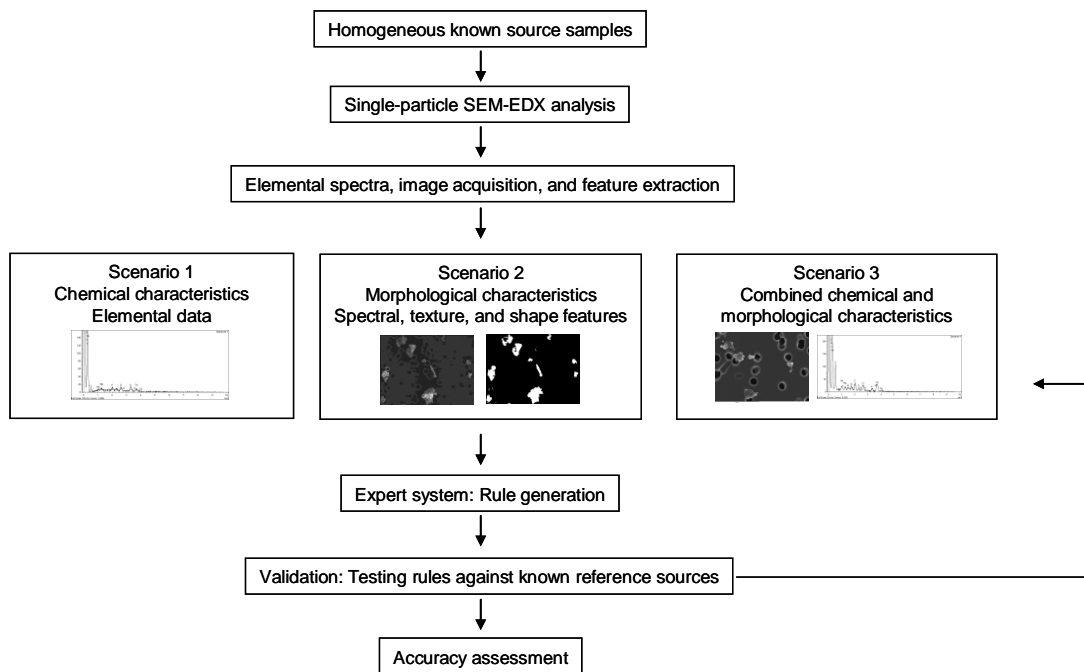 Homogeneous known source samples
Single-particle SEM-EDX analysis
Elemental spectra, image acquisition, and feature extraction
Scenario 1
Chemical characteristics
Elemental data
Scenario 2
Morphological characteristics
Spectral, texture, and shape features
Scenario 3
Combined chemical and
morphological characteristics
Expert system: Rule generation
Validation: Testing rules against known reference sources
Accuracy assessment